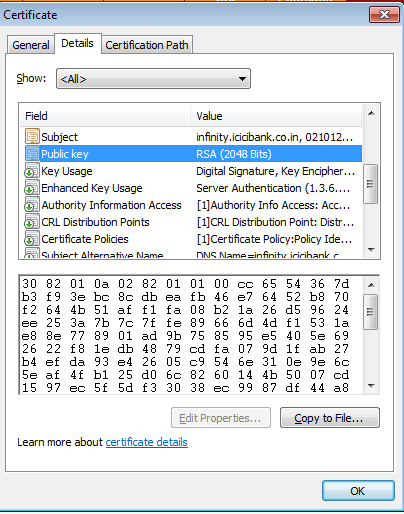 Certificate
General Details Certification Path
Show: <All>
Field Value
Subject infinity.icicibank.co.in, 021012...
Public key RSA (2048 Bits)
Key Usage Digital Signature, Key Encipher...
Enhanced Key Usage Server Authentication (1.3.6....
Authority Information Access [1]Authority Info Access: Acc...
CRL Distribution Points [1]CRL Distribution Point: Distr...
Certificate Policies [1]Certificate Policy:Policy Ide...
Subject Alternative Name DNS Name=infinity.icicibank.c...
30 82 01 0a 02 82 01 01 00 cc 65 54 36 7d
b3 f9 3e bc 8c db ea fb 46 e7 64 52 b8 70
f2 64 4b 51 af f1 fa 08 b2 1a 26 d5 96 24
ee 25 3a 7b 7c 7f fe 89 66 4d 4f d1 53 1a
e8 8e 77 89 01 ad 9b 75 85 95 e5 40 5e 69
26 22 f8 1e db 48 79 cd fa 07 9d 1f ab 27
b4 ef da 93 e4 26 05 c9 54 6e 31 0e 9e 6c
5e af 4f b1 25 d0 6c 82 60 14 4b 50 07 cd
15 97 ec 5f 5d f3 30 38 ec 99 87 df 44 a8
Edit Properties... Copy to File...
Learn more about certificate details
OK